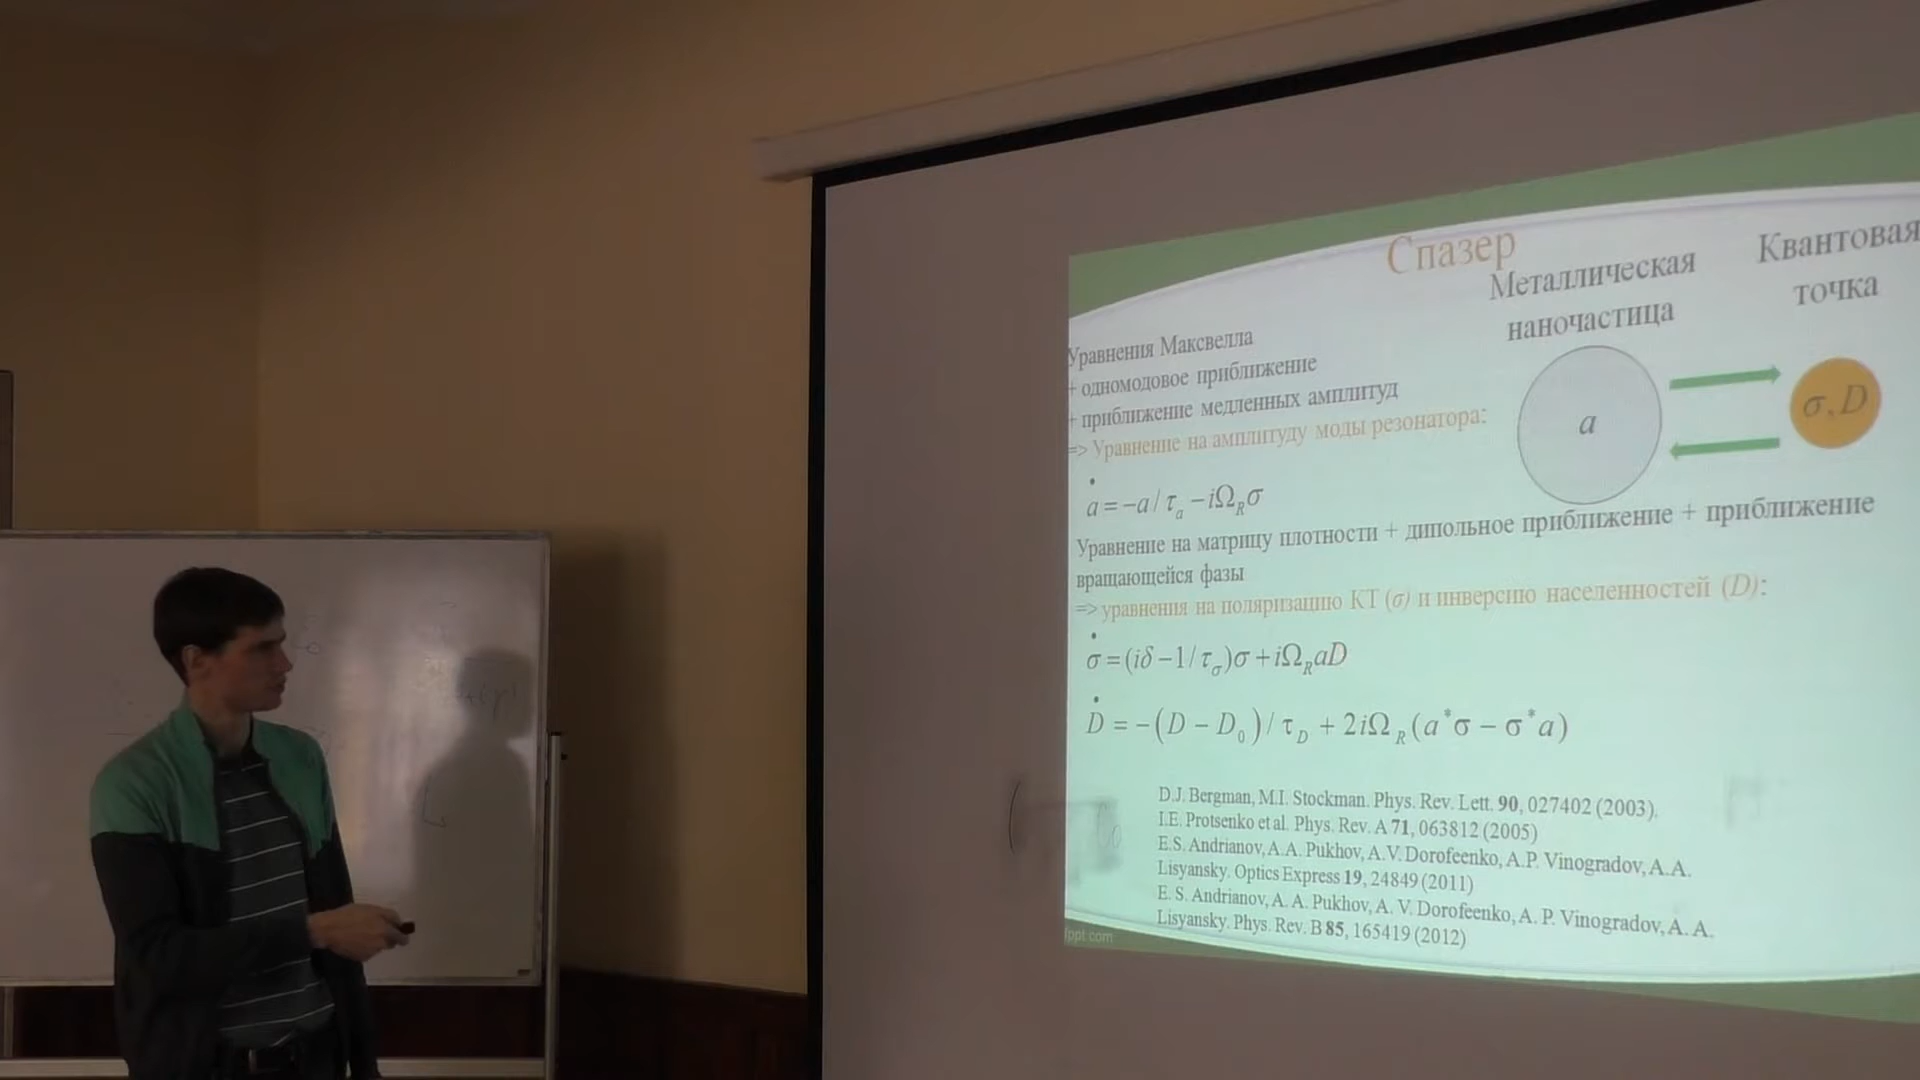 Спазер
Металлическая
наночастица
Квантовая
точка
Уравнения Максвелла
+ одномодовое приближение
+ приближение медленных амплитуд
=> Уравнение на амплитуду моды резонатора:
a
σ, D
ȧ = −a / τₐ − iΩ_R σ
Уравнение на матрицу плотности + дипольное приближение + приближение
вращающейся фазы
=> уравнения на поляризацию КТ (σ) и инверсию населенностей (D):
σ̇ = (iδ − 1/τ_σ)σ + iΩ_R aD
Ḋ = −(D − D₀)/τ_D + 2iΩ_R(a*σ − σ*a)
D.J. Bergman, M.I. Stockman. Phys. Rev. Lett. 90, 027402 (2003).
I.E. Protsenko et al. Phys. Rev. A 71, 063812 (2005)
E.S. Andrianov, A.A. Pukhov, A.V. Dorofeenko, A.P. Vinogradov, A.A.
Lisyansky. Optics Express 19, 24849 (2011)
E. S. Andrianov, A. A. Pukhov, A. V. Dorofeenko, A. P. Vinogradov, A. A.
Lisyansky. Phys. Rev. B 85, 165419 (2012)
fppt.com